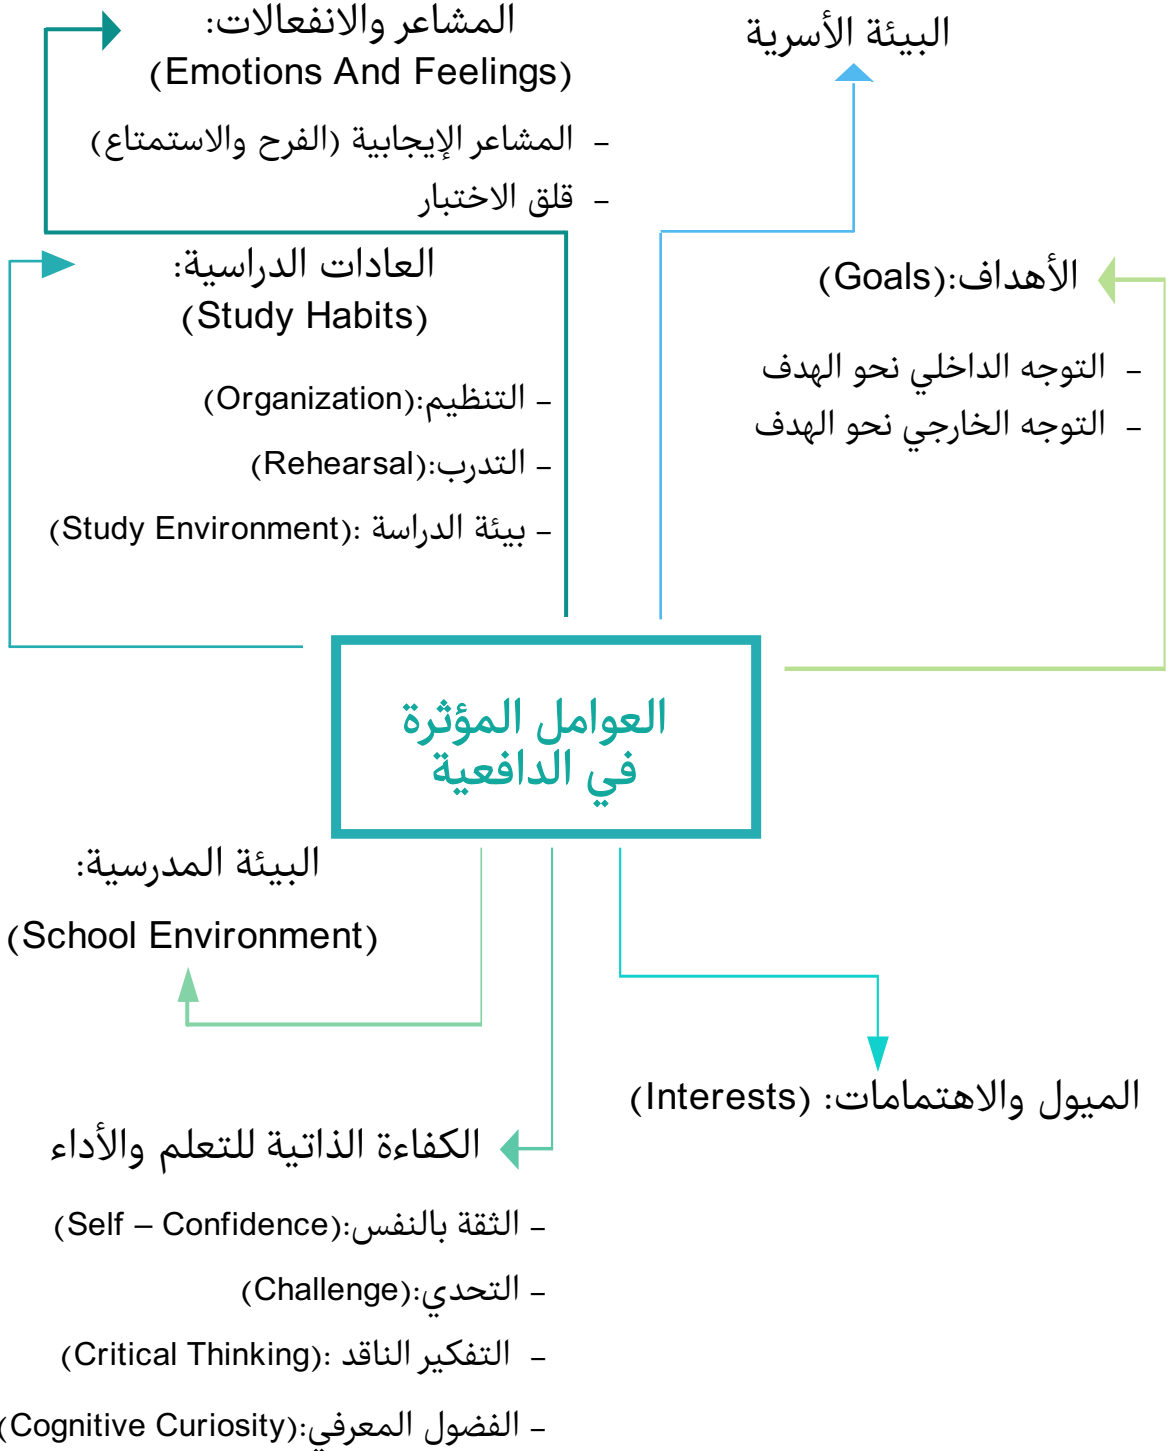 البيئة الأسرية
المشاعر والانفعالات:
(Emotions And Feelings)
- المشاعر الإيجابية (الفرح والاستمتاع)
- قلق الاختبار
الأهداف:(Goals)
- التوجه الداخلي نحو الهدف
- التوجه الخارجي نحو الهدف
العادات الدراسية:
(Study Habits)
- التنظيم:(Organization)
- التدرب:(Rehearsal)
- بيئة الدراسة :(Study Environment)
العوامل المؤثرة
في الدافعية
البيئة المدرسية:
(School Environment)
الميول والاهتمامات: (Interests)
الكفاءة الذاتية للتعلم والأداء
- الثقة بالنفس:(Self – Confidence)
- التحدي:(Challenge)
- التفكير الناقد :(Critical Thinking)
- الفضول المعرفي:(Cognitive Curiosity)